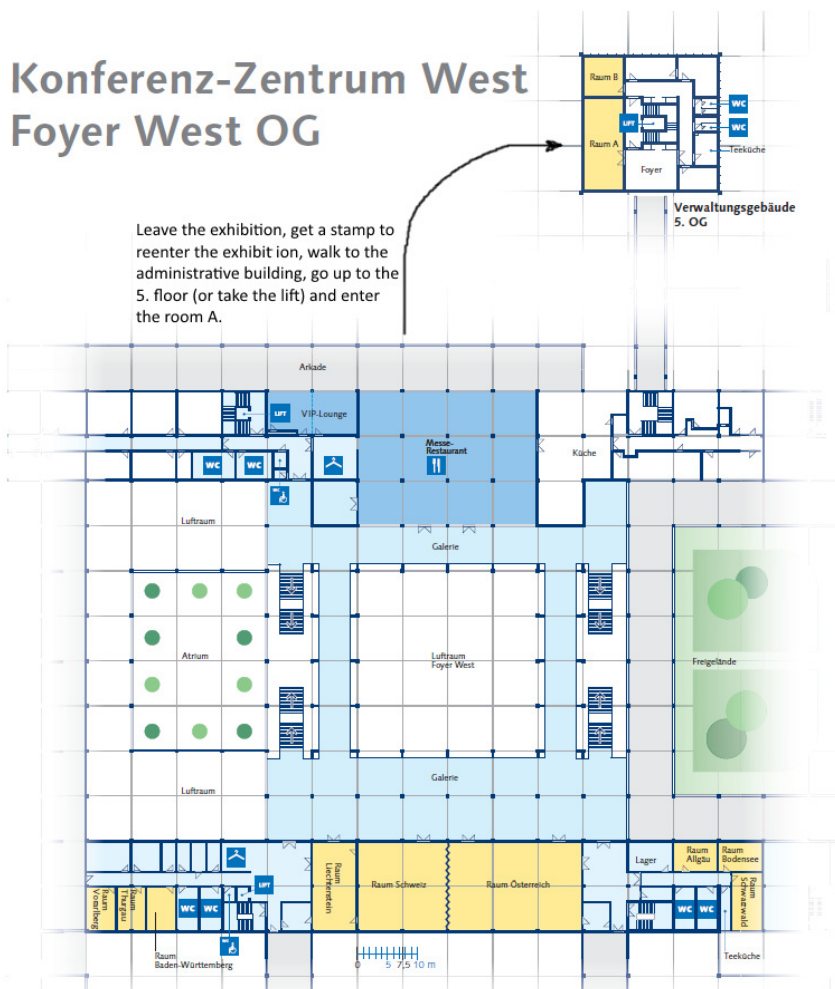 Konferenz-Zentrum West
Foyer West OG
Raum B
WC
LIFT
WC
Raum A
Teeküche
Foyer
Verwaltungsgebäude
5. OG
Leave the exhibition, get a stamp to
reenter the exhibit ion, walk to the
administrative building, go up to the
5. floor (or take the lift) and enter
the room A.
Arkade
LIFT
VIP-Lounge
Messe-
Restaurant
Küche
WC
WC
WC
Luftraum
Galerie
Atrium
Luftraum
Foyer West
Freigelände
Luftraum
Galerie
Raum
Liechtenstein
Raum Schweiz
Raum Österreich
Lager
Raum
Allgäu
Raum
Bodensee
LIFT
Raum
Vorarlberg
Raum
Thurgau
WC
WC
WC
WC
Raum
Schwagwald
WC
Raum
Baden-Württemberg
0 5 7,5 10 m
Teeküche